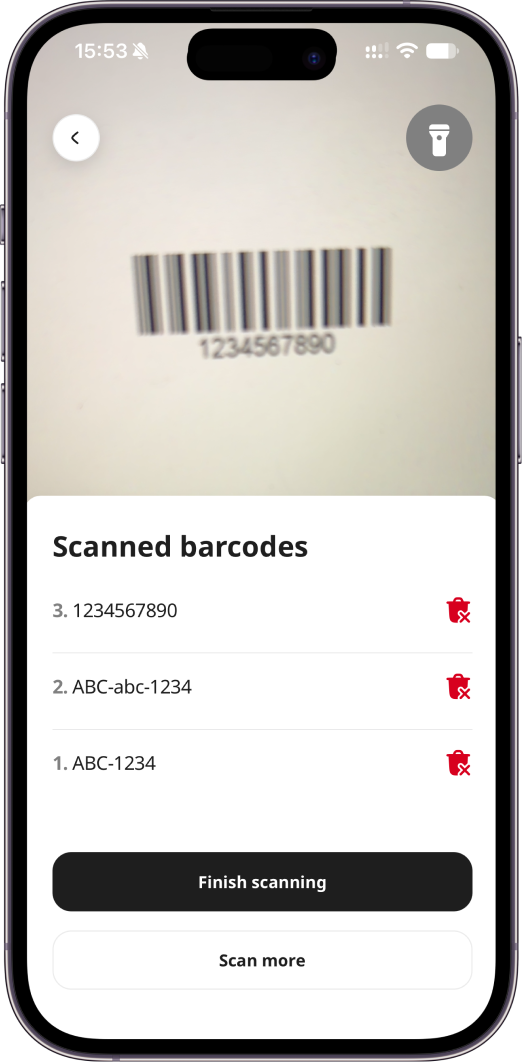 15:53
1234567890
Scanned barcodes
3. 1234567890
2. ABC-abc-1234
1. ABC-1234
Finish scanning
Scan more